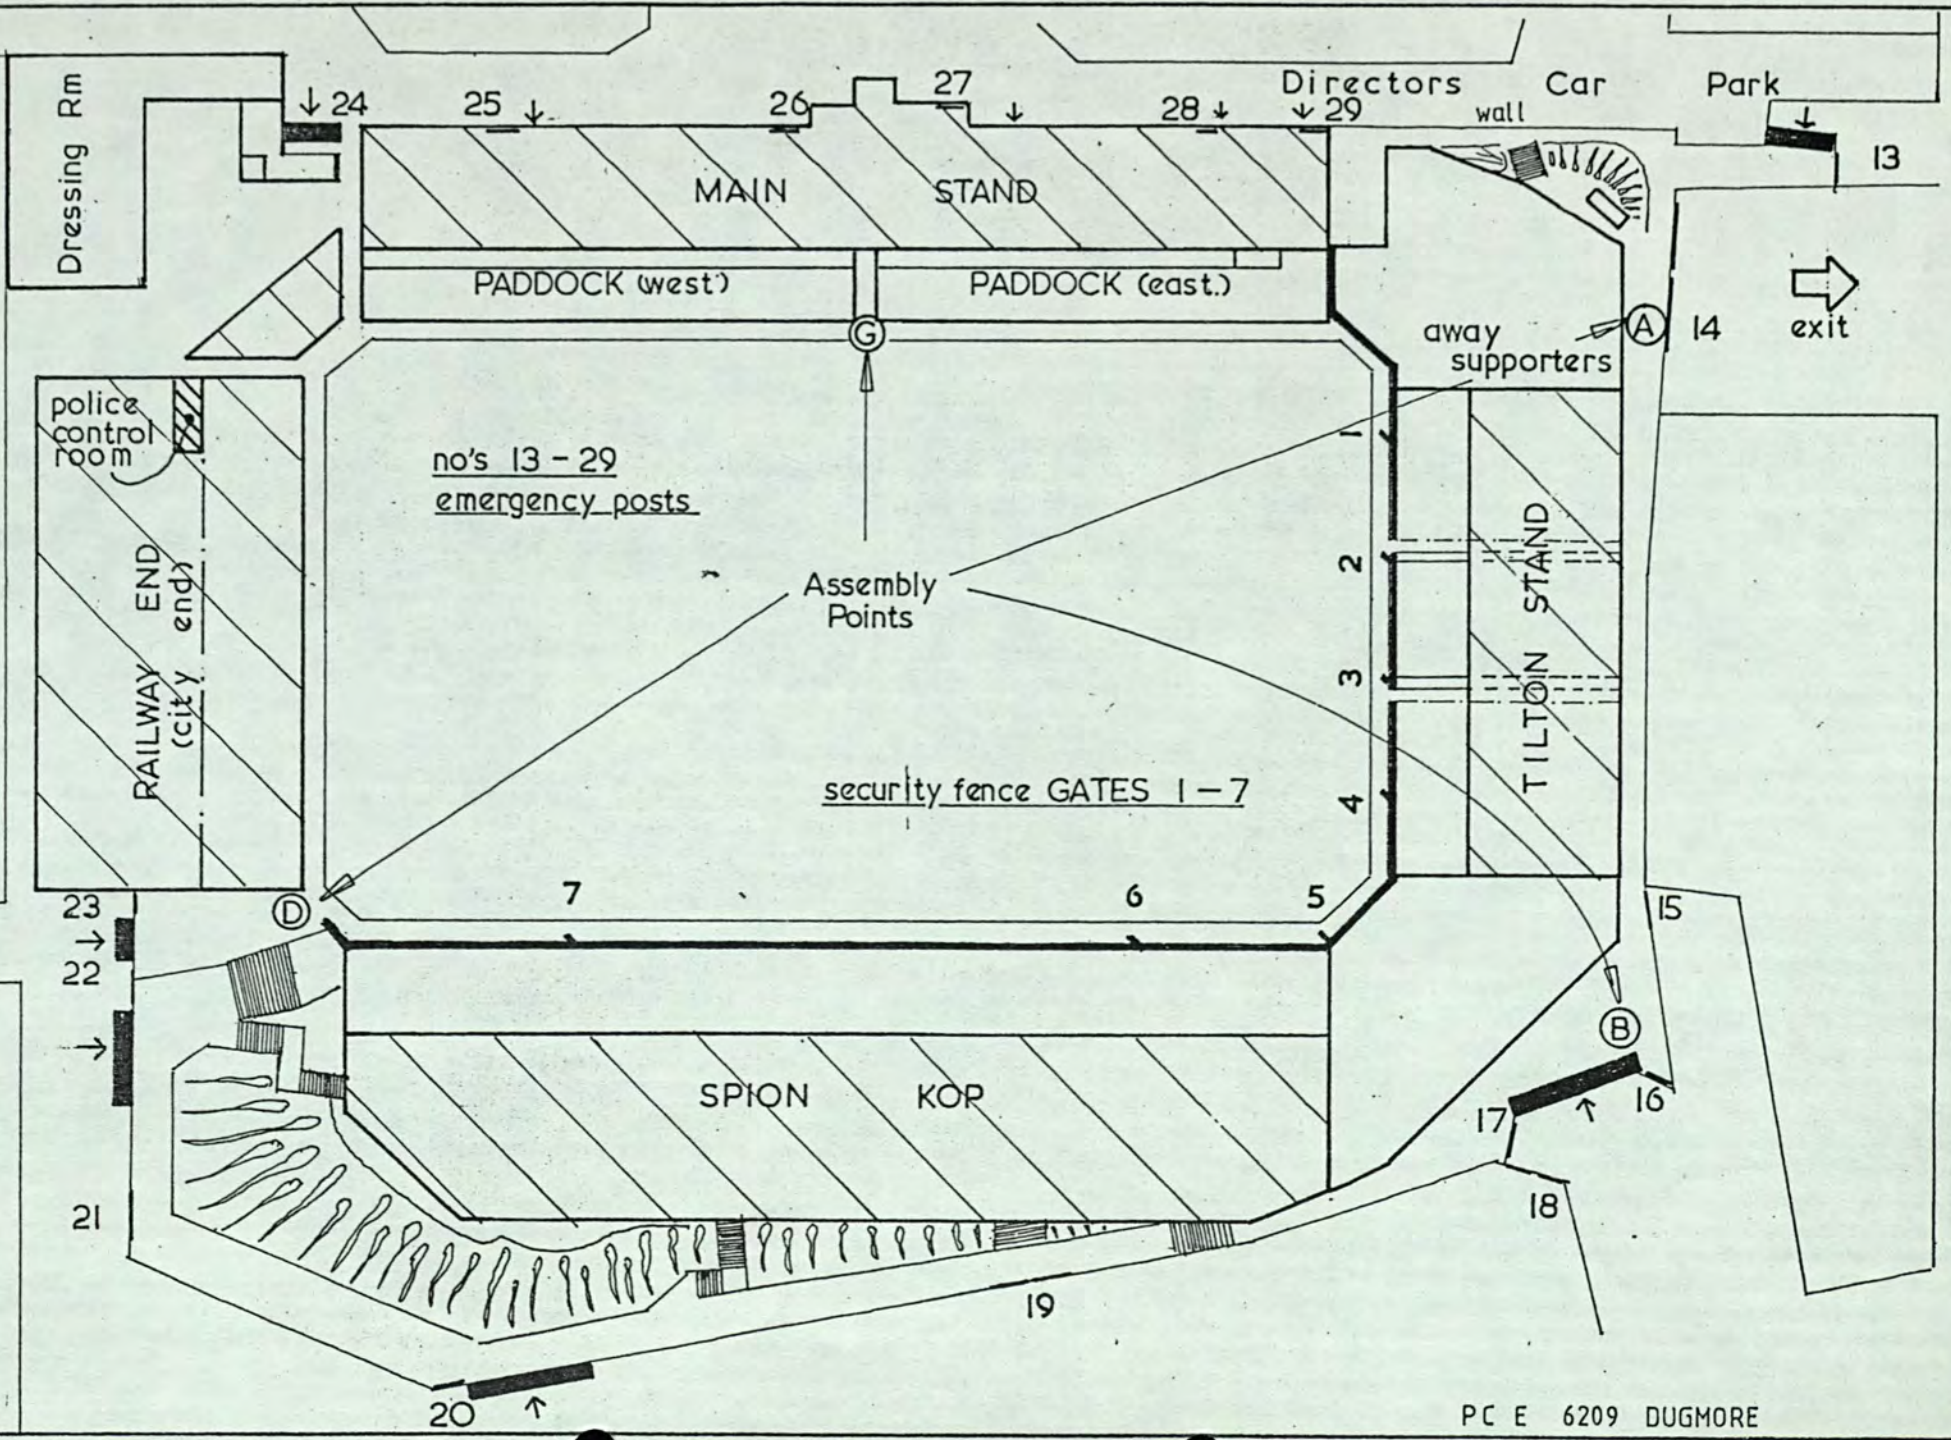 Dressing Rm
24
25
26
27
28
29
Directors Car Park
wall
13
MAIN STAND
PADDOCK (west')
PADDOCK (east.)
G
away
supporters
A
14
exit
police
control
room
no's 13 - 29
emergency posts
RAILWAY END
(city end)
Assembly
Points
security fence GATES 1 - 7
1
2
3
4
TILTON STAND
23
D
7
6
5
15
22
B
SPION KOP
17
16
21
18
19
20
PC E 6209 DUGMORE